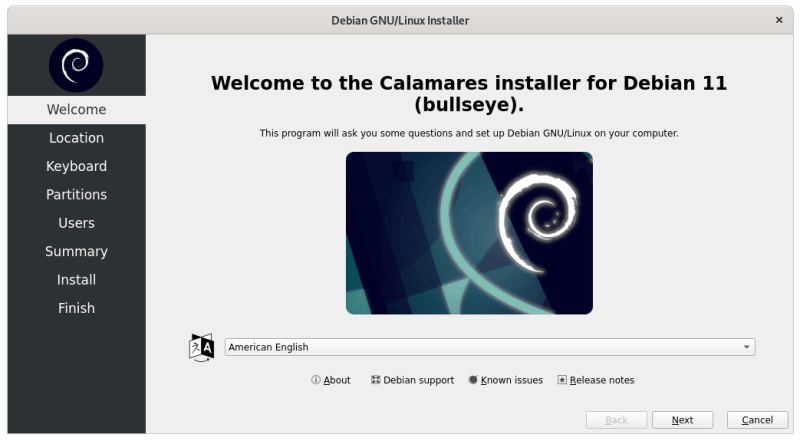 Debian GNU/Linux Installer
Welcome
Location
Keyboard
Partitions
Users
Summary
Install
Finish
Welcome to the Calamares installer for Debian 11
(bullseye).
This program will ask you some questions and set up Debian GNU/Linux on your computer.
American English
About
Debian support
Known issues
Release notes
Back
Next
Cancel